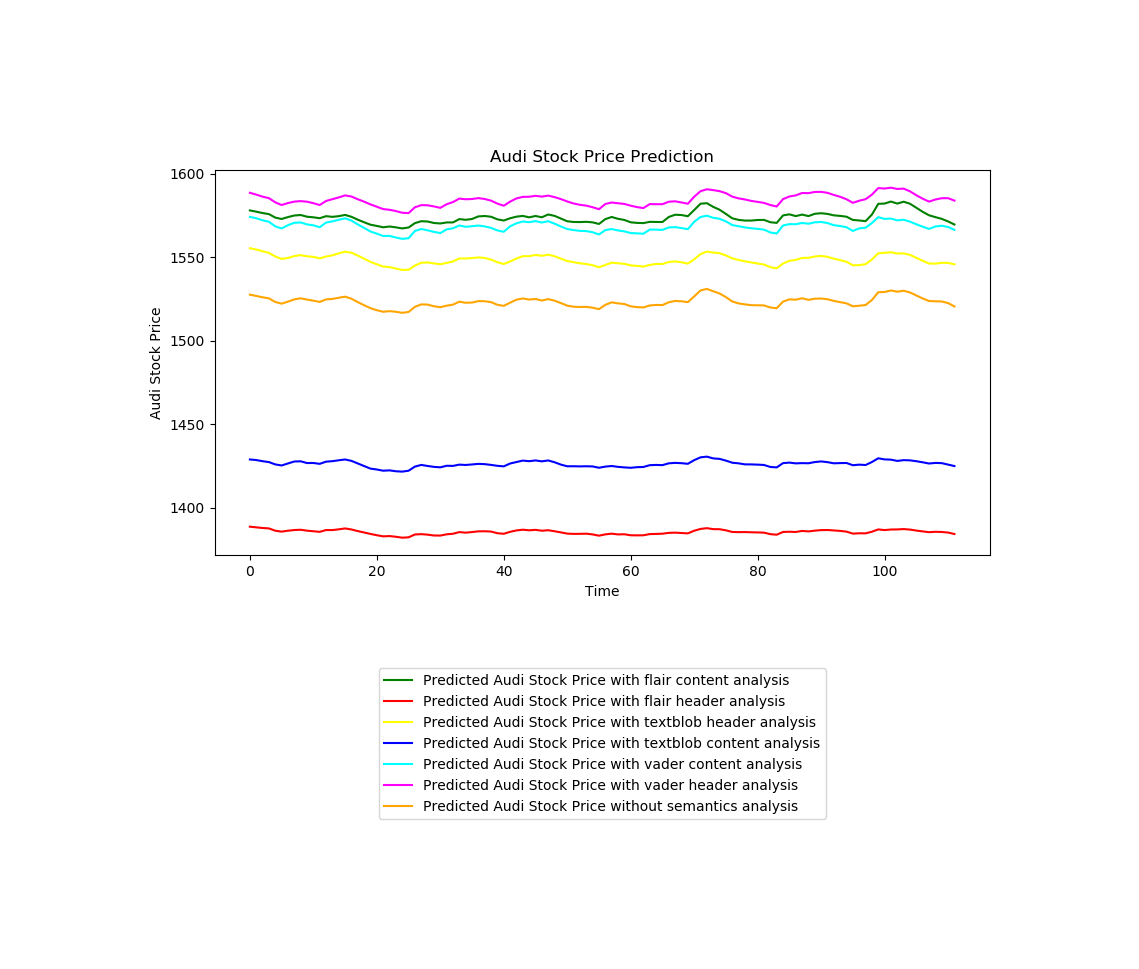 Audi Stock Price Prediction
1600
1550
1500
1450
1400
Audi Stock Price
0 20 40 60 80 100
Time
Predicted Audi Stock Price with flair content analysis
Predicted Audi Stock Price with flair header analysis
Predicted Audi Stock Price with textblob header analysis
Predicted Audi Stock Price with textblob content analysis
Predicted Audi Stock Price with vader content analysis
Predicted Audi Stock Price with vader header analysis
Predicted Audi Stock Price without semantics analysis